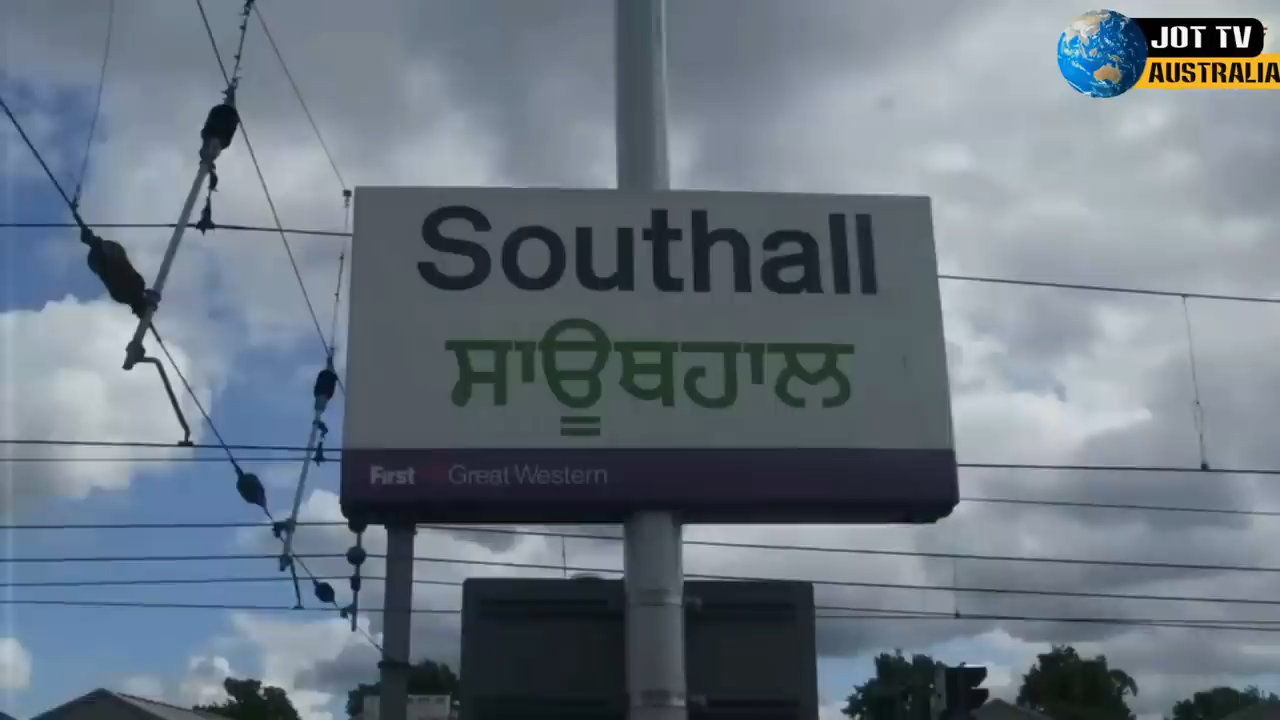 JOT TV
AUSTRALIA
Southall
ਸਾਊਥਹਾਲ
First Great Western